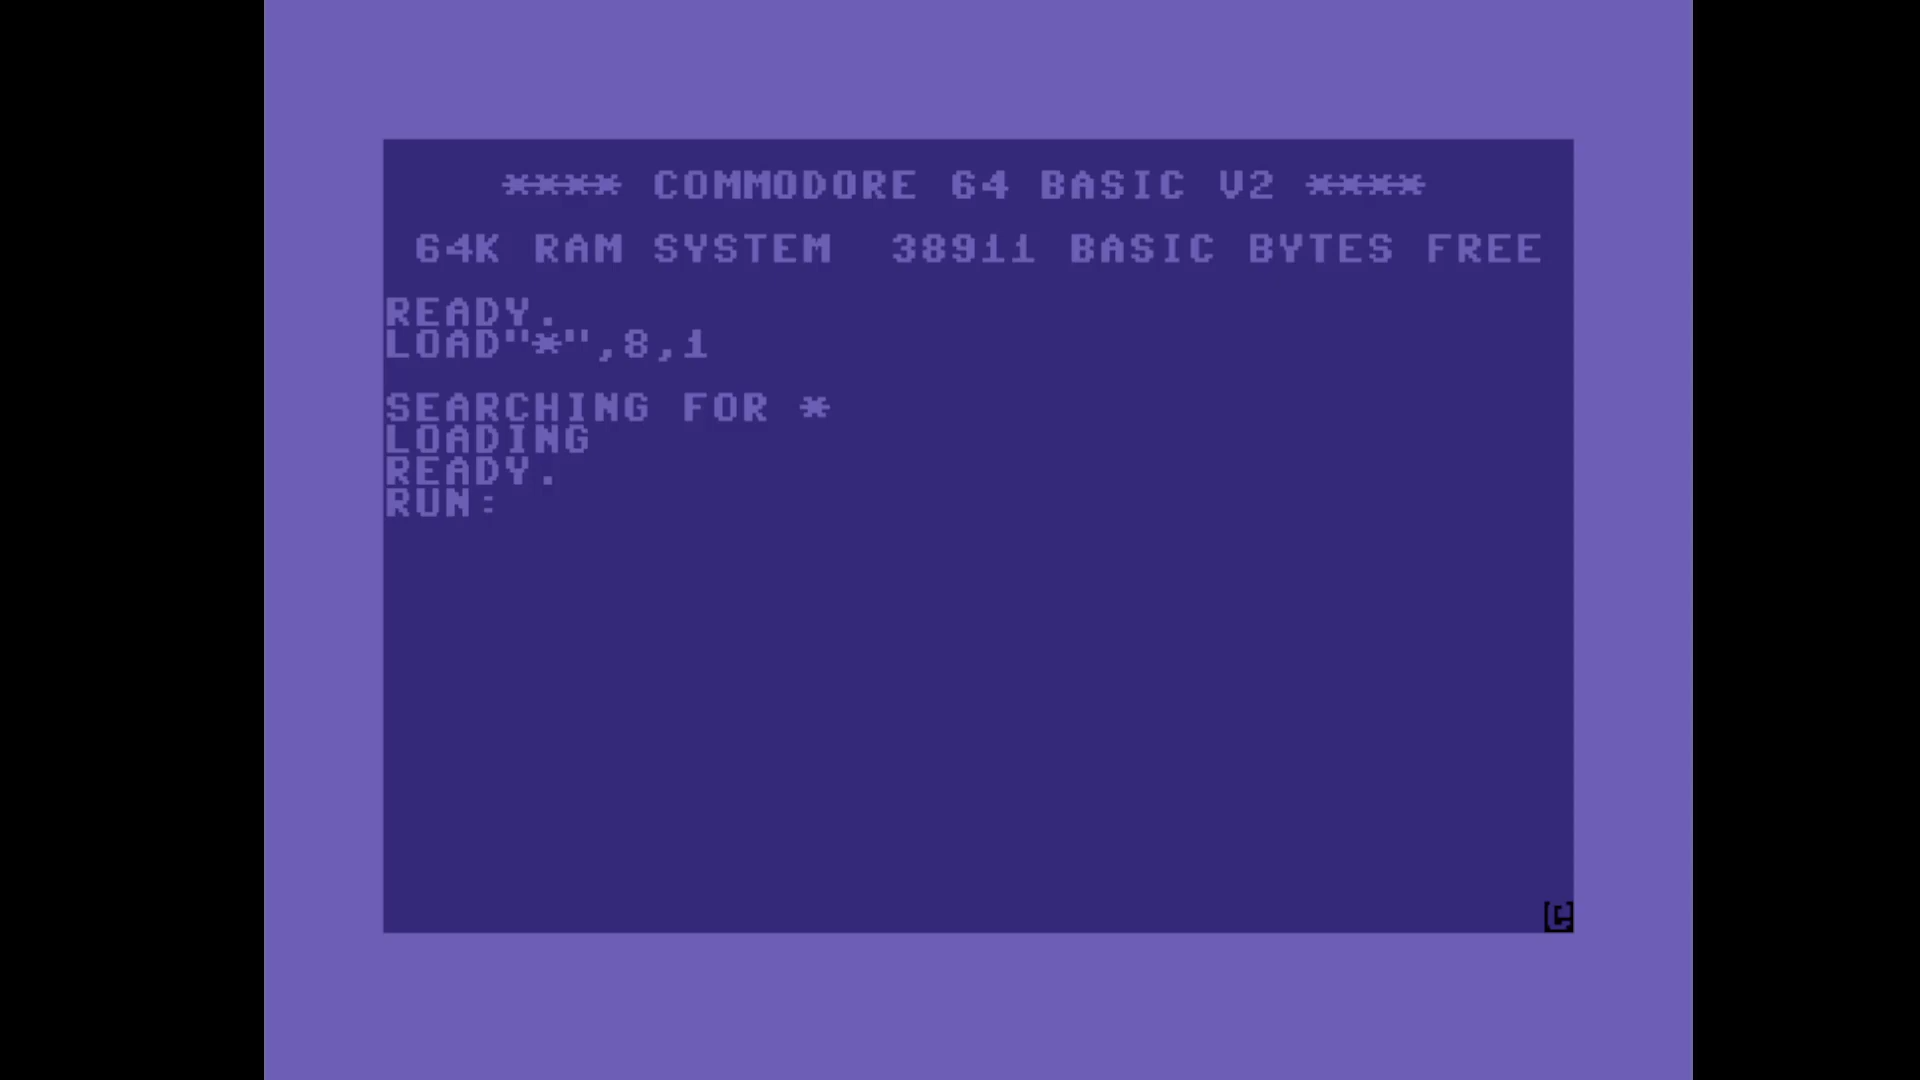 **** COMMODORE 64 BASIC V2 ****
64K RAM SYSTEM  38911 BASIC BYTES FREE
READY.
LOAD"*",8,1
SEARCHING FOR *
LOADING
READY.
RUN: